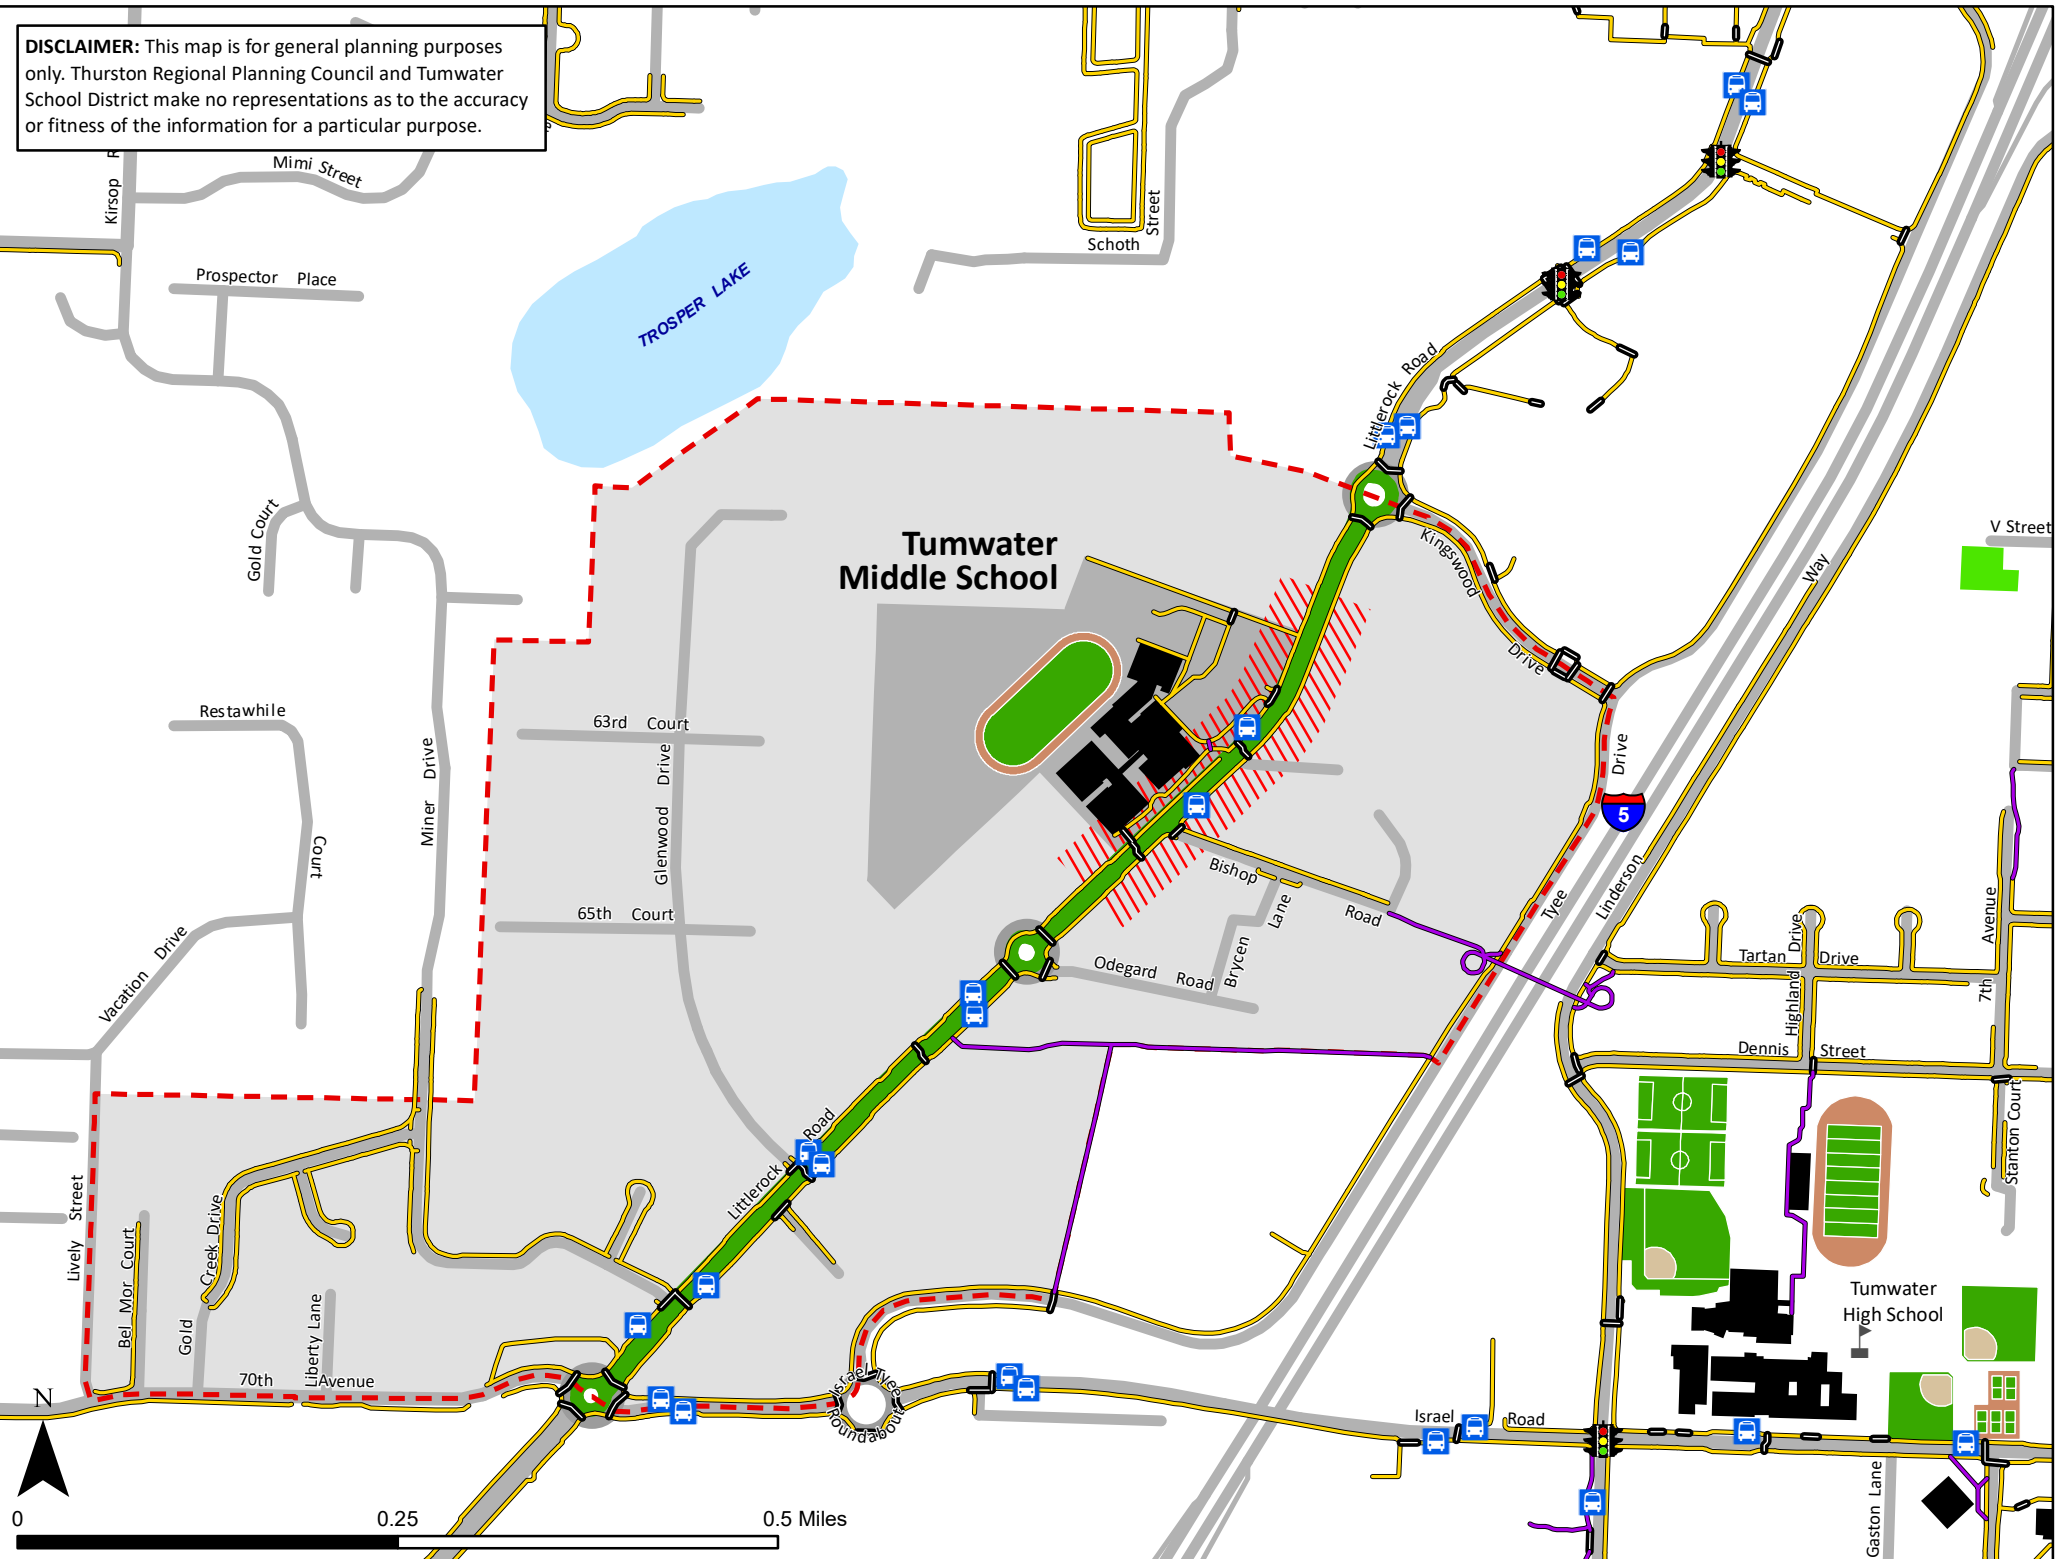 DISCLAIMER: This map is for general planning purposes
only. Thurston Regional Planning Council and Tumwater
School District make no representations as to the accuracy
or fitness of the information for a particular purpose.
Mimi Street
Kirsop
Prospector Place
TROSPER LAKE
Schoth
Street
Littlerock Road
Gold Court
Tumwater
Middle School
Kingswood
Drive
V Street
Way
Restawhile
Court
63rd Court
Miner Drive
Glenwood Drive
Drive
5
65th Court
Bishop
Road
Lane
Brycen
Tyee
Linderson
Vacation Drive
Odegard Road
Tartan Drive
Highland Drive
7th Avenue
Dennis Street
Stanton Court
Littlerock Road
Lively Street
Bel Mor Court
Gold Creek Drive
Liberty Lane
70th Avenue
Israel Tyee
Roundabout
Tumwater
High School
Israel Road
Gaston Lane
N
0 0.25 0.5 Miles